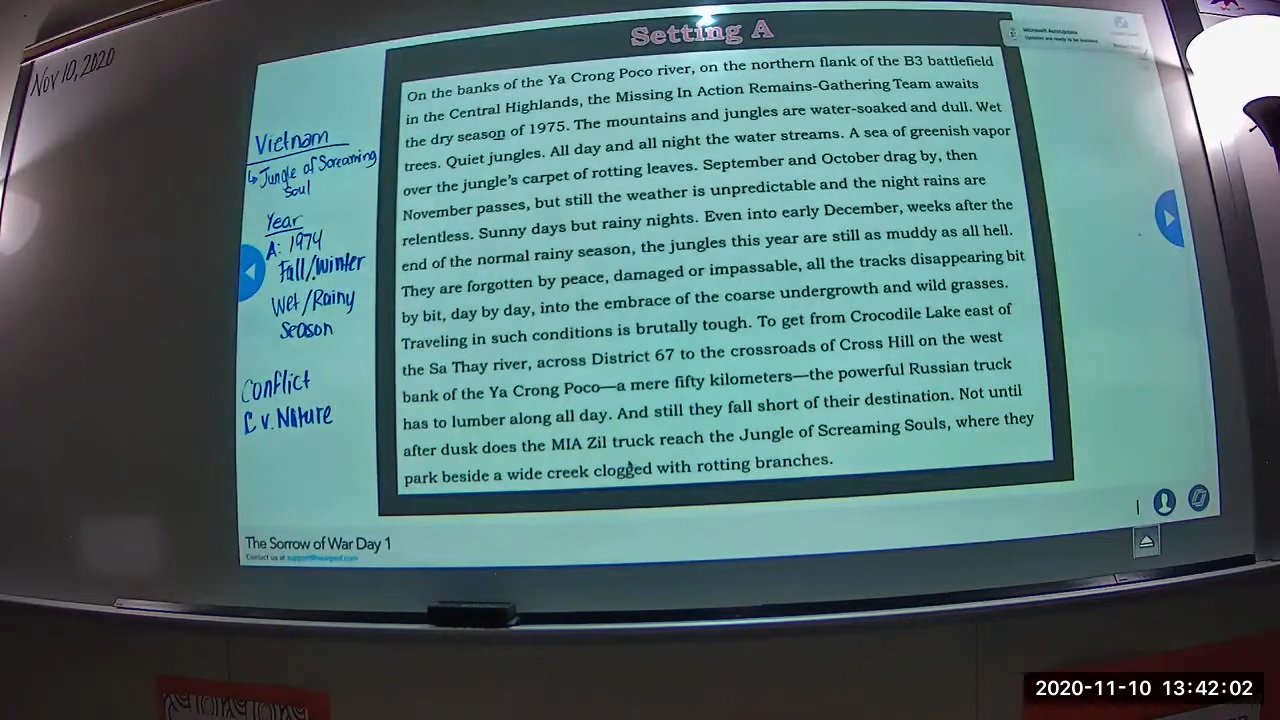 Nov 10, 2020
Setting A
Microsoft AutoUpdate
Updates are ready to be installed
Vietnam
↳ Jungle of Screaming
Soul
Year
A: 1974
Fall/Winter
Wet/Rainy
Season
Conflict
C v. Nature
On the banks of the Ya Crong Poco river, on the northern flank of the B3 battlefield
in the Central Highlands, the Missing In Action Remains-Gathering Team awaits
the dry season of 1975. The mountains and jungles are water-soaked and dull. Wet
trees. Quiet jungles. All day and all night the water streams. A sea of greenish vapor
over the jungle's carpet of rotting leaves. September and October drag by, then
November passes, but still the weather is unpredictable and the night rains are
relentless. Sunny days but rainy nights. Even into early December, weeks after the
end of the normal rainy season, the jungles this year are still as muddy as all hell.
They are forgotten by peace, damaged or impassable, all the tracks disappearing bit
by bit, day by day, into the embrace of the coarse undergrowth and wild grasses.
Traveling in such conditions is brutally tough. To get from Crocodile Lake east of
the Sa Thay river, across District 67 to the crossroads of Cross Hill on the west
bank of the Ya Crong Poco—a mere fifty kilometers—the powerful Russian truck
has to lumber along all day. And still they fall short of their destination. Not until
after dusk does the MIA Zil truck reach the Jungle of Screaming Souls, where they
park beside a wide creek clogged with rotting branches.
The Sorrow of War Day 1
Contact us at
2020-11-10 13:42:02